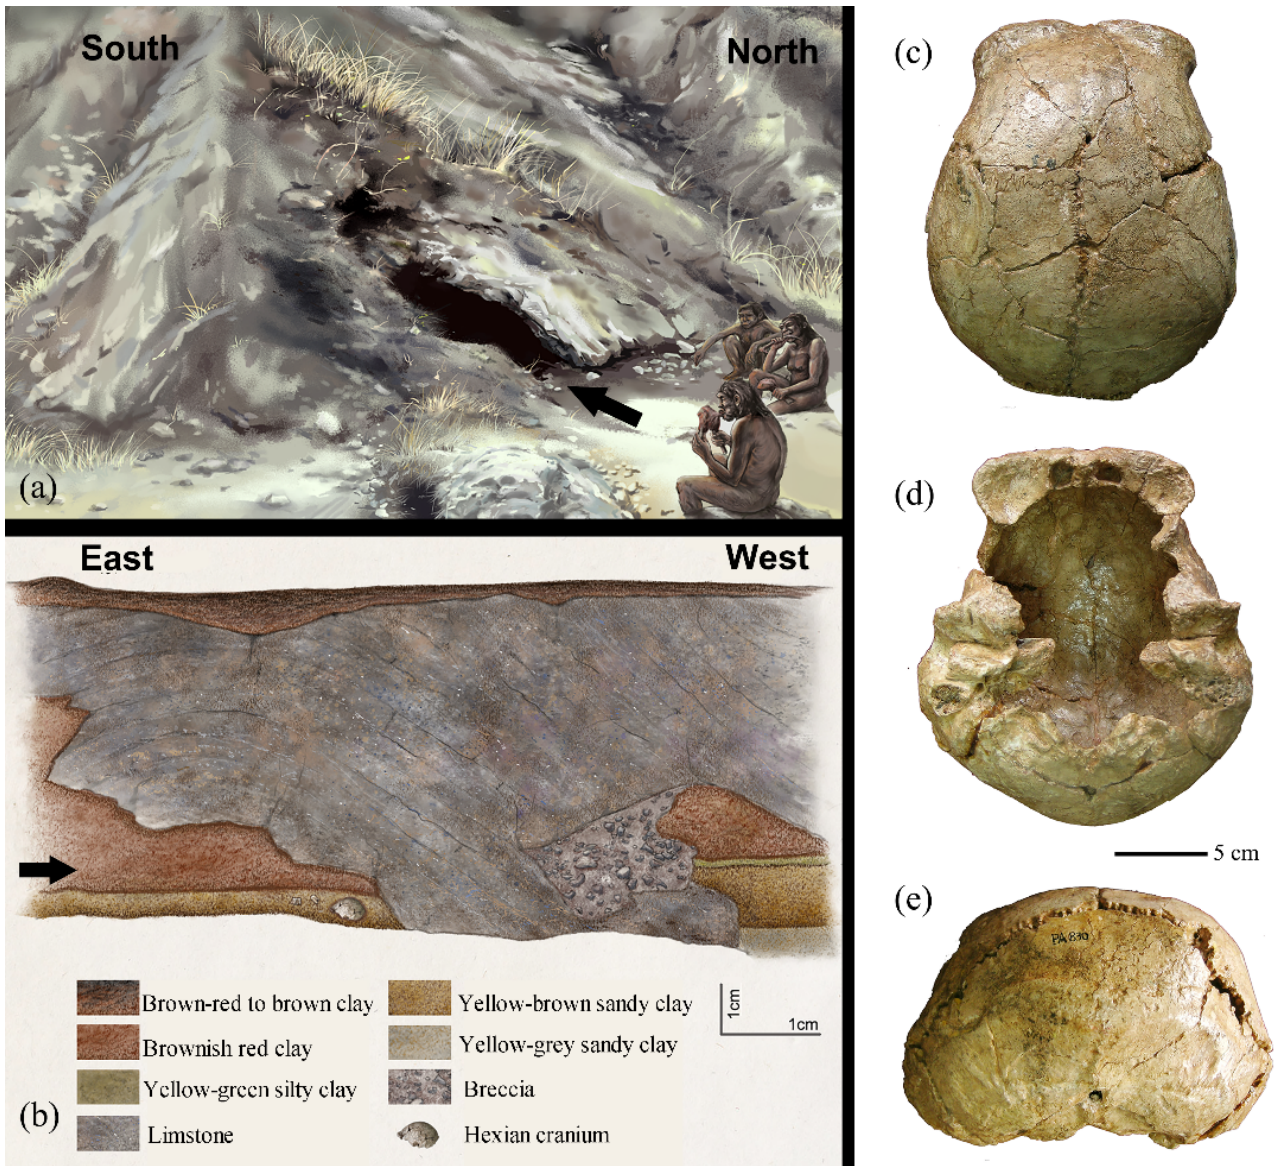 South
North
(a)
East
West
Brown-red to brown clay
Brownish red clay
Yellow-green silty clay
Limstone
Yellow-brown sandy clay
Yellow-grey sandy clay
Breccia
Hexian cranium
1cm
1cm
(b)
(c)
(d)
5 cm
(e)
PA 830